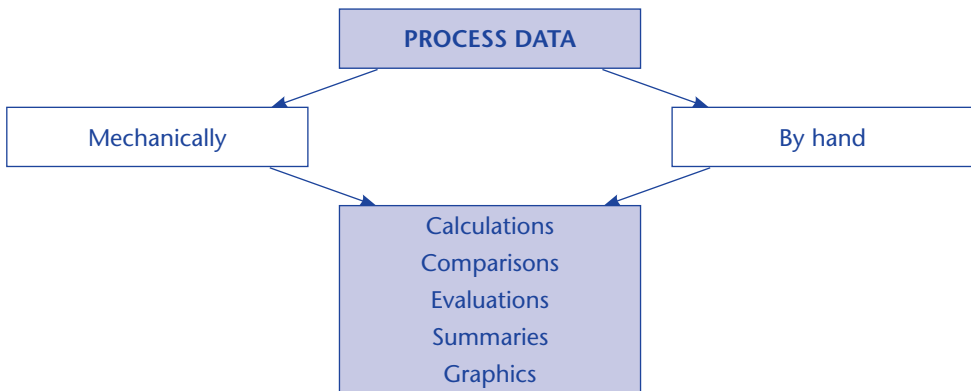 PROCESS DATA
Mechanically
By hand
Calculations
Comparisons
Evaluations
Summaries
Graphics